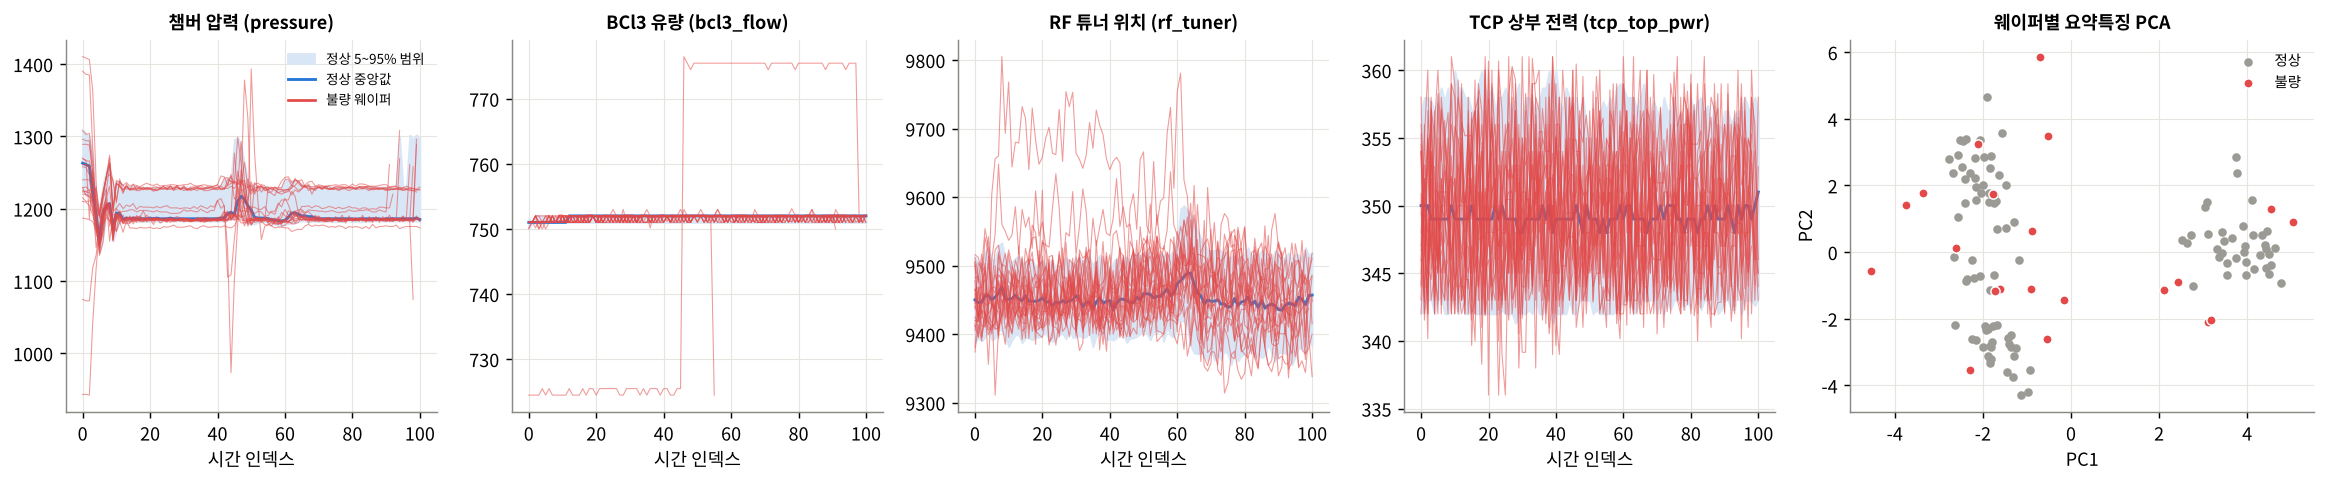 챔버 압력 (pressure)
정상 5~95% 범위
정상 중앙값
불량 웨이퍼
1400
1300
1200
1100
1000
0 20 40 60 80 100
시간 인덱스
BCl3 유량 (bcl3_flow)
770
760
750
740
730
0 20 40 60 80 100
시간 인덱스
RF 튜너 위치 (rf_tuner)
9800
9700
9600
9500
9400
9300
0 20 40 60 80 100
시간 인덱스
TCP 상부 전력 (tcp_top_pwr)
360
355
350
345
340
335
0 20 40 60 80 100
시간 인덱스
웨이퍼별 요약특징 PCA
정상
불량
6
4
2
0
-2
-4
PC2
-4 -2 0 2 4
PC1